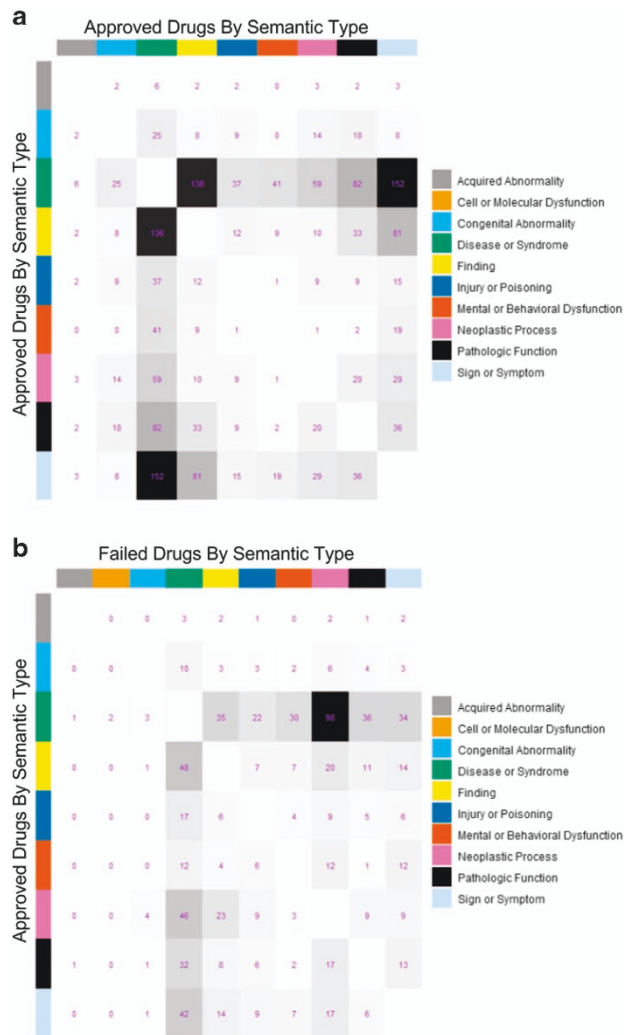 a
Approved Drugs By Semantic Type
Approved Drugs By Semantic Type
2 6 2 2 0 3 2 3
2 25 8 9 0 14 18 8
6 25 136 37 41 59 82 152
2 8 136 12 9 10 33 81
2 9 37 12 1 9 9 15
0 0 41 9 1 1 2 19
3 14 59 10 9 1 20 29
2 18 82 33 9 2 20 36
3 8 152 81 15 19 29 36
Acquired Abnormality
Cell or Molecular Dysfunction
Congenital Abnormality
Disease or Syndrome
Finding
Injury or Poisoning
Mental or Behavioral Dysfunction
Neoplastic Process
Pathologic Function
Sign or Symptom
b
Failed Drugs By Semantic Type
Approved Drugs By Semantic Type
0 0 3 2 1 0 2 1 2
0 0 10 3 3 2 6 4 3
1 2 3 35 22 30 36 34
0 0 1 48 7 7 20 11 14
0 0 0 17 6 4 9 5 6
0 0 0 12 4 6 12 1 12
0 0 4 46 23 9 3 9 9
1 0 1 32 8 6 2 17 13
0 0 1 42 14 9 7 17 6
Acquired Abnormality
Cell or Molecular Dysfunction
Congenital Abnormality
Disease or Syndrome
Finding
Injury or Poisoning
Mental or Behavioral Dysfunction
Neoplastic Process
Pathologic Function
Sign or Symptom